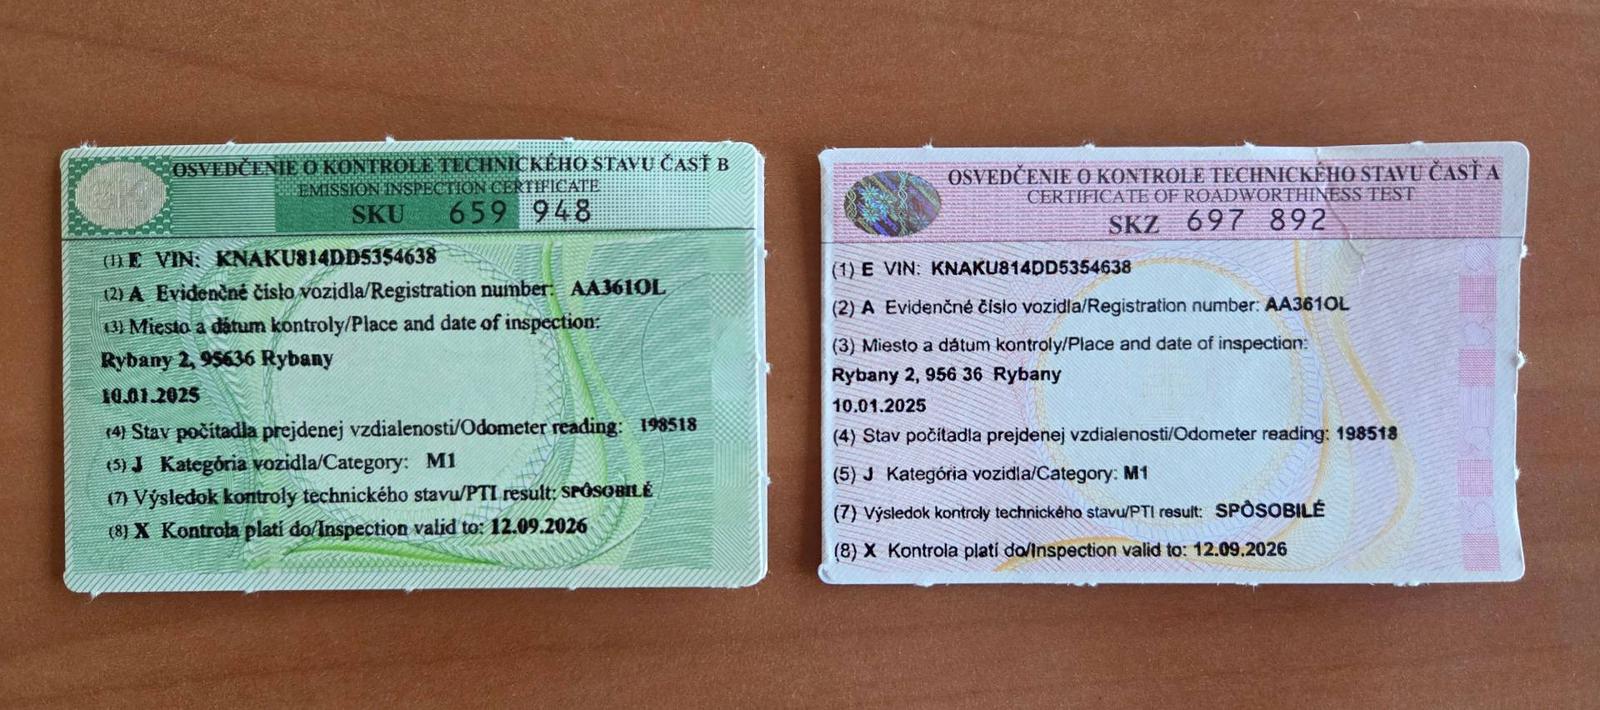 OSVEDČENIE O KONTROLE TECHNICKÉHO STAVU ČASŤ B
EMISSION INSPECTION CERTIFICATE
SKU 659 948
(1) E VIN: KNAKU814DD5354638
(2) A Evidenčné číslo vozidla/Registration number: AA361OL
(3) Miesto a dátum kontroly/Place and date of inspection:
Rybany 2, 95636 Rybany
10.01.2025
(4) Stav počítadla prejdenej vzdialenosti/Odometer reading: 198518
(5) J Kategória vozidla/Category: M1
(7) Výsledok kontroly technického stavu/PTI result: SPÔSOBILÉ
(8) X Kontrola platí do/Inspection valid to: 12.09.2026
OSVEDČENIE O KONTROLE TECHNICKÉHO STAVU ČASŤ A
CERTIFICATE OF ROADWORTHINESS TEST
SKZ 697 892
(1) E VIN: KNAKU814DD5354638
(2) A Evidenčné číslo vozidla/Registration number: AA361OL
(3) Miesto a dátum kontroly/Place and date of inspection:
Rybany 2, 956 36 Rybany
10.01.2025
(4) Stav počítadla prejdenej vzdialenosti/Odometer reading: 198518
(5) J Kategória vozidla/Category: M1
(7) Výsledok kontroly technického stavu/PTI result: SPÔSOBILÉ
(8) X Kontrola platí do/Inspection valid to: 12.09.2026